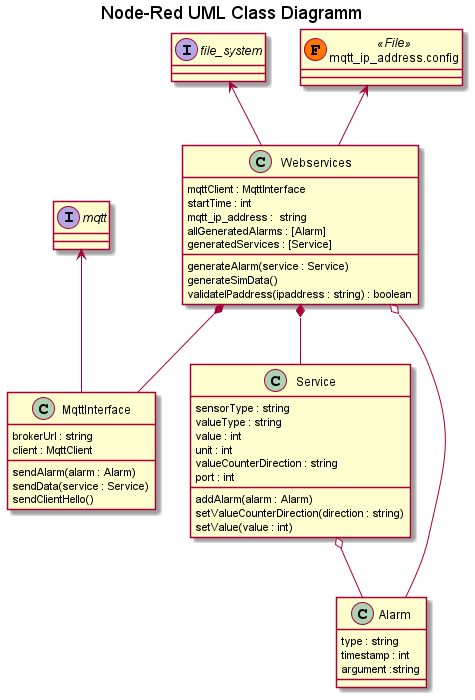 Node-Red UML Class Diagramm
I file_system
F «File»
mqtt_ip_address.config
C Webservices
mqttClient : MqttInterface
startTime : int
mqtt_ip_address : string
allGeneratedAlarms : [Alarm]
generatedServices : [Service]
generateAlarm(service : Service)
generateSimData()
validateIPaddress(ipaddress : string) : boolean
I mqtt
C MqttInterface
brokerUrl : string
client : MqttClient
sendAlarm(alarm : Alarm)
sendData(service : Service)
sendClientHello()
C Service
sensorType : string
valueType : string
value : int
unit : int
valueCounterDirection : string
port : int
addAlarm(alarm : Alarm)
setValueCounterDirection(direction : string)
setValue(value : int)
C Alarm
type : string
timestamp : int
argument :string